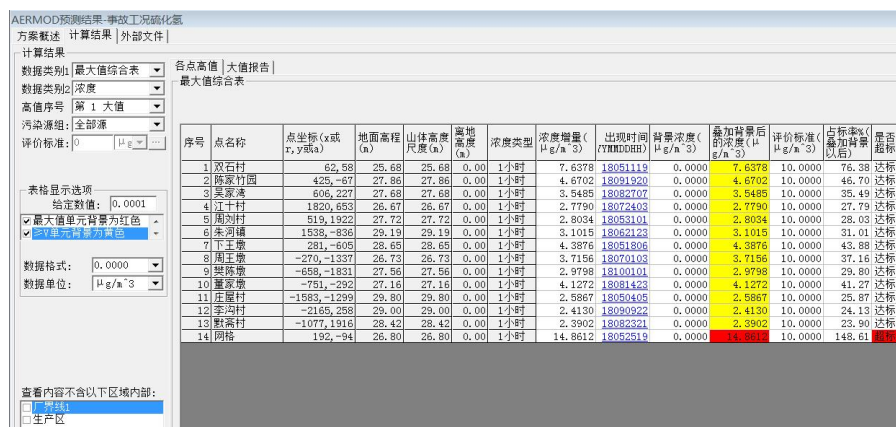 AERMOD预测结果-事故工况硫化氢
方案概述 计算结果 外部文件
计算结果
数据类别1 最大值综合表
数据类别2 浓度
高值序号 第 1 大值
污染源组: 全部源
评价标准: 0 μg
表格显示选项
给定数值: 0.0001
最大值单元背景为红色
≥V单元背景为黄色
数据格式: 0.0000
数据单位: μg/m^3
查看内容不含以下区域内部:
厂界线1
生产区
各点高值 大值报告
最大值综合表
序号 点名称 点坐标(x或r,y或a) 地面高程(m) 山体高度尺度(m) 离地高度(m) 浓度类型 浓度增量(μg/m^3) 出现时间(YYMMDDHH) 背景浓度(μg/m^3) 叠加背景后的浓度(μg/m^3) 评价标准(μg/m^3) 占标率%(叠加背景以后) 是否超标
1 双石村 62,58 25.68 25.68 0.00 1小时 7.6378 18051119 0.0000 7.6378 10.0000 76.38 达标
2 陈家竹园 425,-67 27.86 27.86 0.00 1小时 4.6702 18091920 0.0000 4.6702 10.0000 46.70 达标
3 吴家湾 606,227 27.68 27.68 0.00 1小时 3.5485 18082707 0.0000 3.5485 10.0000 35.49 达标
4 江十村 1820,653 26.67 26.67 0.00 1小时 2.7790 18072403 0.0000 2.7790 10.0000 27.79 达标
5 周刘村 519,1922 27.72 27.72 0.00 1小时 2.8034 18053101 0.0000 2.8034 10.0000 28.03 达标
6 朱河镇 1538,-836 29.19 29.19 0.00 1小时 3.1015 18062123 0.0000 3.1015 10.0000 31.01 达标
7 下王墩 281,-605 28.65 28.65 0.00 1小时 4.3876 18051806 0.0000 4.3876 10.0000 43.88 达标
8 周王墩 -270,-1337 26.73 26.73 0.00 1小时 3.7156 18070103 0.0000 3.7156 10.0000 37.16 达标
9 樊陈墩 -658,-1831 27.56 27.56 0.00 1小时 2.9798 18100101 0.0000 2.9798 10.0000 29.80 达标
10 董家墩 -751,-292 27.16 27.16 0.00 1小时 4.1272 18081423 0.0000 4.1272 10.0000 41.27 达标
11 庄屋村 -1583,-1299 29.80 29.80 0.00 1小时 2.5867 18050405 0.0000 2.5867 10.0000 25.87 达标
12 李沟村 -2165,258 29.00 29.00 0.00 1小时 2.4130 18090922 0.0000 2.4130 10.0000 24.13 达标
13 默斋村 -1077,1916 28.42 28.42 0.00 1小时 2.3902 18082321 0.0000 2.3902 10.0000 23.90 达标
14 网格 192,-94 26.80 26.80 0.00 1小时 14.8612 18052519 0.0000 14.8612 10.0000 148.61 超标